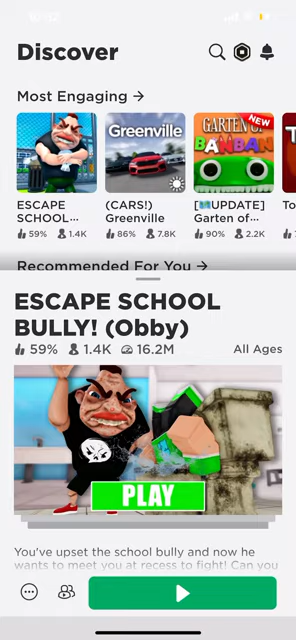 Discover
Most Engaging →
Greenville
NEW
GARTEN OF
BANBAN
ESCAPE
SCHOOL...
(CARS!)
Greenville
UPDATE]
Garten of...
To
59% 1.4K
86% 7.8K
90% 2.2K
Recommended For You →
ESCAPE SCHOOL
BULLY! (Obby)
59% 1.4K 16.2M All Ages
PLAY
You've upset the school bully and now he
wants to meet you at recess to fight! Can you